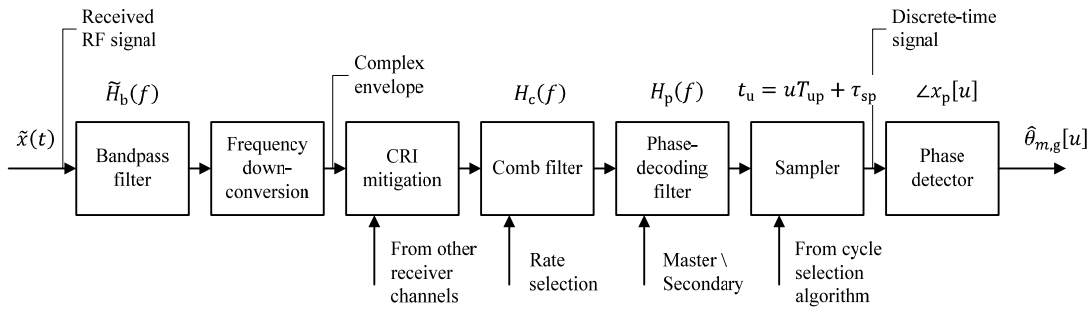 Received
RF signal
Discrete-time
signal
Complex
envelope
H̃b(f)
Hc(f)
Hp(f)
tu = uTup + τsp
∠xp[u]
x̃(t)
Bandpass
filter
Frequency
down-
conversion
CRI
mitigation
Comb filter
Phase-
decoding
filter
Sampler
Phase
detector
θ̂m,g[u]
From other
receiver
channels
Rate
selection
Master \
Secondary
From cycle
selection
algorithm